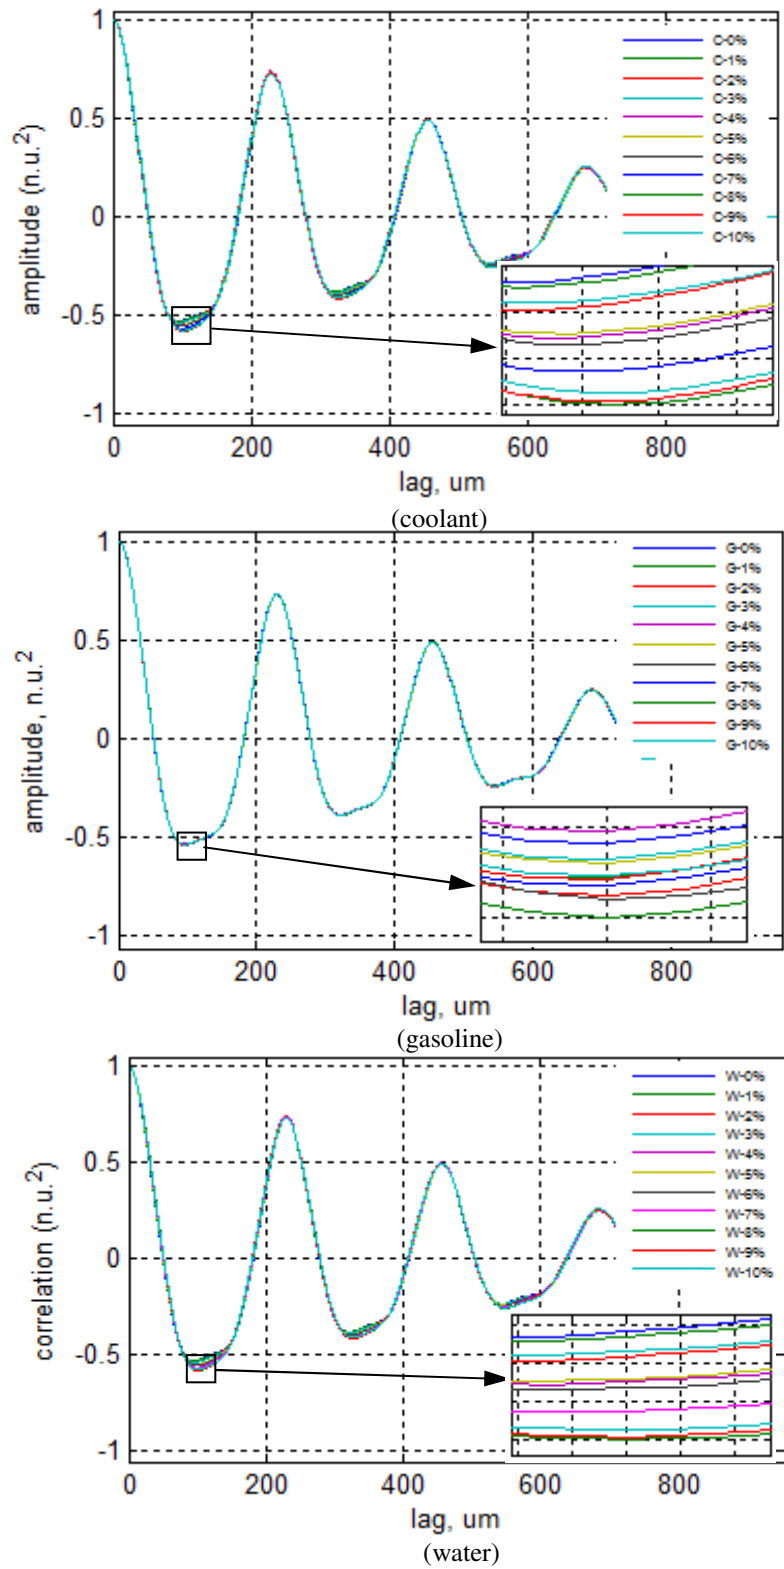 1
C-0%
C-1%
C-2%
C-3%
C-4%
C-5%
C-6%
C-7%
C-8%
C-9%
C-10%
0.5
0
-0.5
-1
amplitude (n.u.²)
0 200 400 600 800
lag, um
(coolant)
1
G-0%
G-1%
G-2%
G-3%
G-4%
G-5%
G-6%
G-7%
G-8%
G-9%
G-10%
0.5
0
-0.5
-1
amplitude, n.u.²
0 200 400 600 800
lag, um
(gasoline)
1
W-0%
W-1%
W-2%
W-3%
W-4%
W-5%
W-6%
W-7%
W-8%
W-9%
W-10%
0.5
0
-0.5
-1
correlation (n.u.²)
0 200 400 600 800
lag, um
(water)